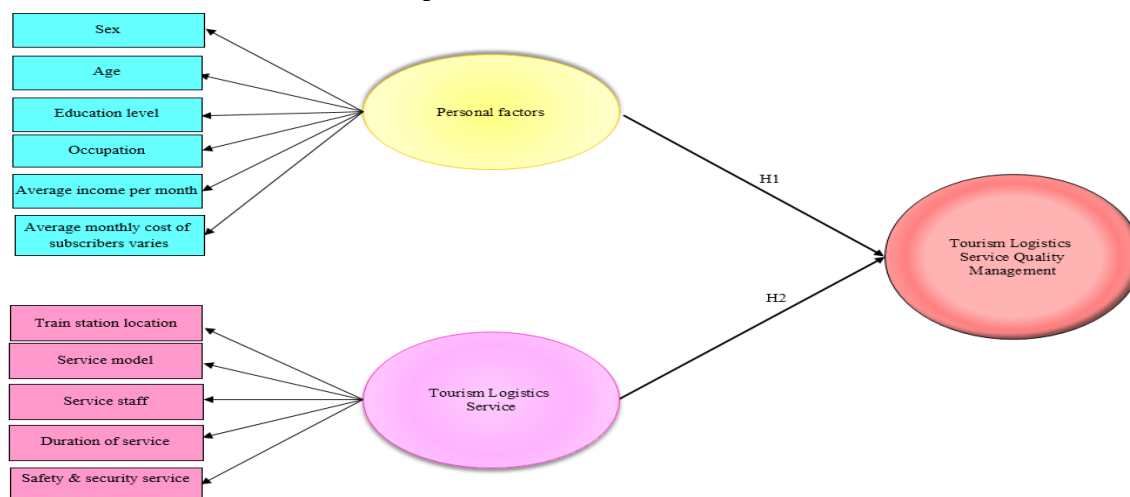 Sex
Age
Education level
Occupation
Average income per month
Average monthly cost of
subscribers varies
Personal factors
H1
Tourism Logistics
Service Quality
Management
H2
Train station location
Service model
Service staff
Duration of service
Safety & security service
Tourism Logistics
Service